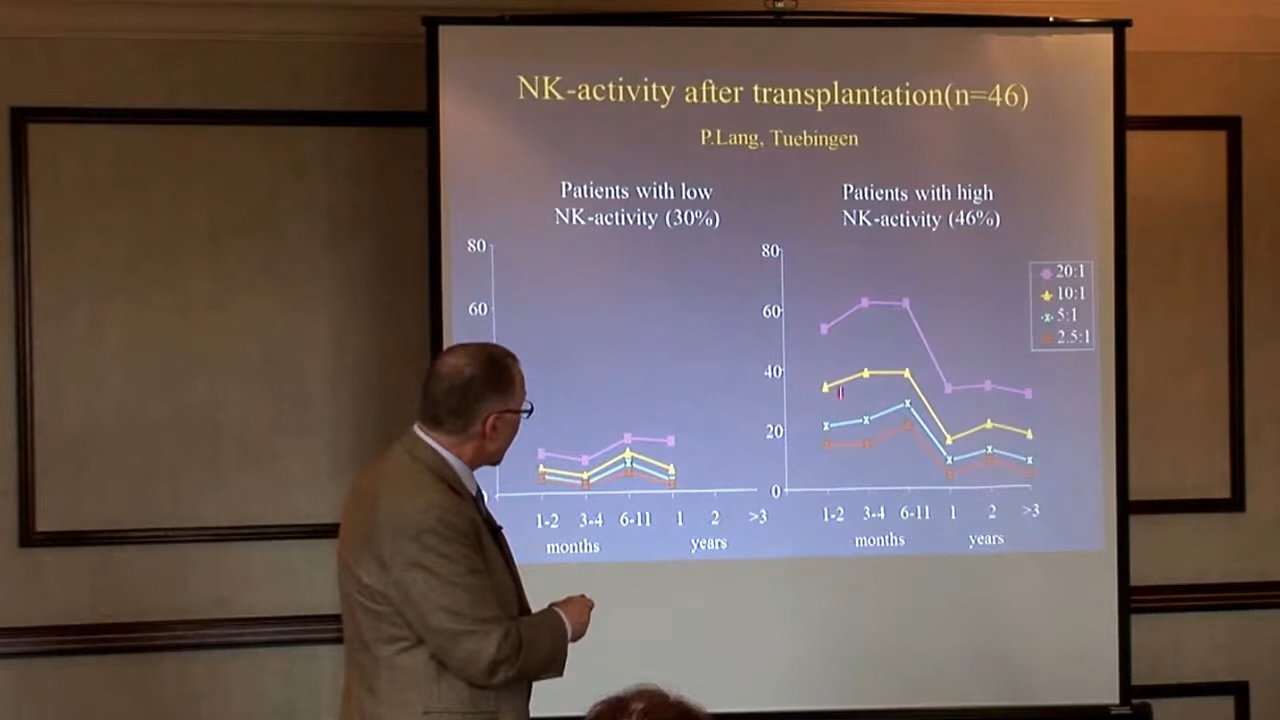 NK-activity after transplantation(n=46)
P.Lang, Tuebingen
Patients with low
NK-activity (30%)
80
60
1-2 3-4 6-11 1 2 >3
months years
Patients with high
NK-activity (46%)
80
60
40
20
0
1-2 3-4 6-11 1 2 >3
months years
20:1
10:1
5:1
2.5:1